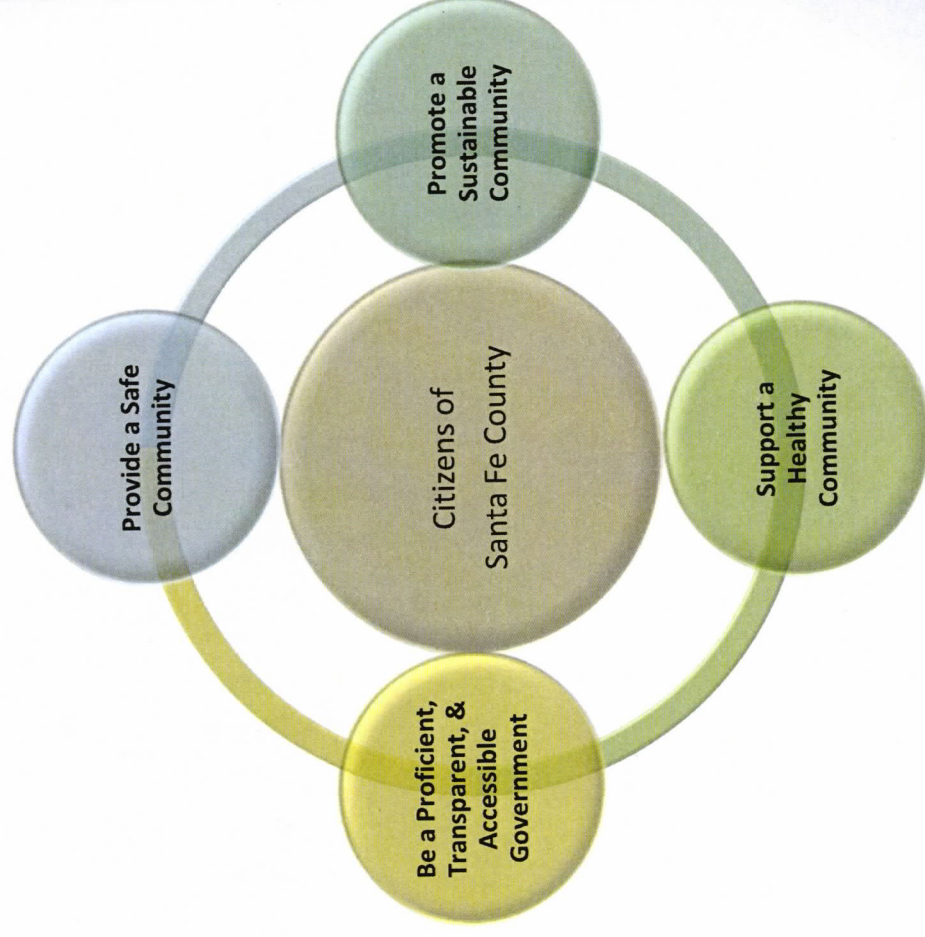 Be a Proficient,
Transparent, &
Accessible
Government
Support a
Healthy
Community
Citizens of
Santa Fe County
Provide a Safe
Community
Promote a
Sustainable
Community